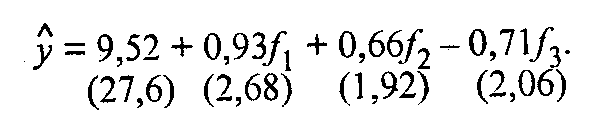 ŷ = 9,52 + 0,93f₁ + 0,66f₂ – 0,71f₃.
(27,6) (2,68) (1,92) (2,06)